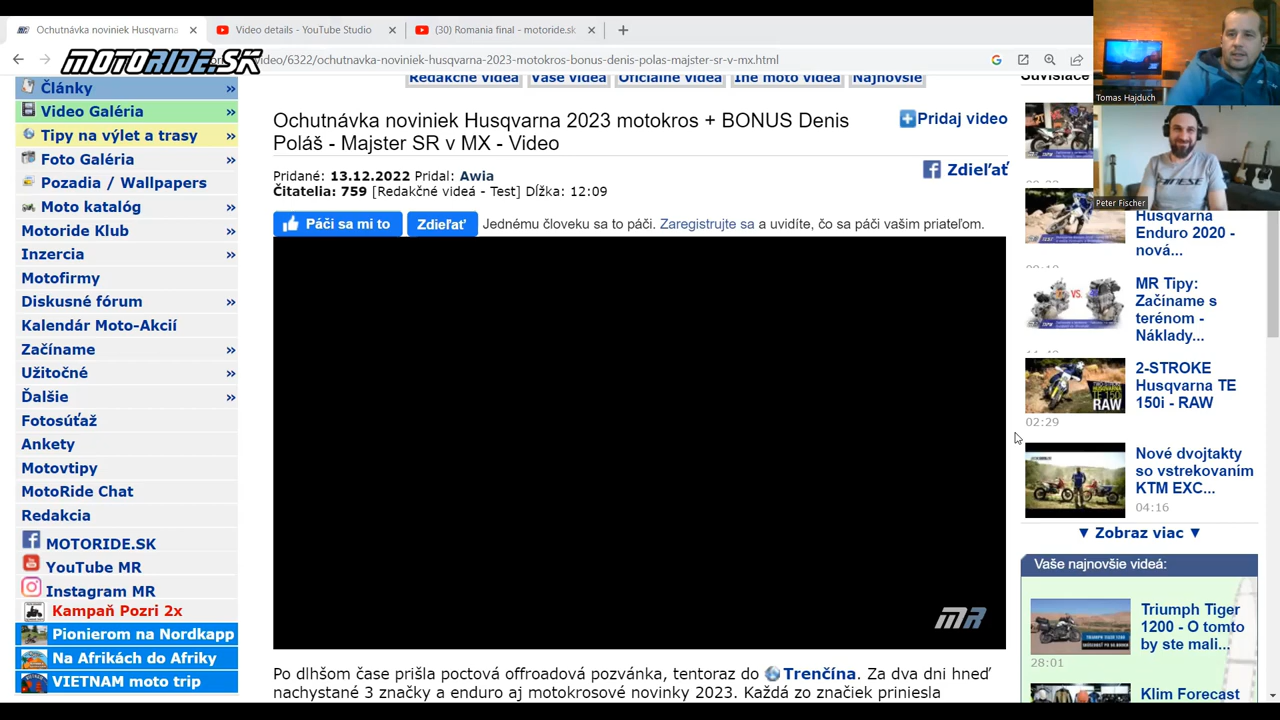 Ochutnávka noviniek Husqvarna
Video details - YouTube Studio
(30) Romania final - motoride.sk
MOTORIDE.SK
video/6322/ochutnavka-noviniek-husqvarna-2023-motokros-bonus-denis-polas-majster-sr-v-mx.html
Tomas Hajduch
Peter Fischer
Články »
Video Galéria »
Tipy na výlet a trasy »
Foto Galéria »
Pozadia / Wallpapers »
Moto katalóg »
Motoride Klub »
Inzercia »
Motofirmy
Diskusné fórum »
Kalendár Moto-Akcií
Začíname »
Užitočné »
Ďalšie »
Fotosúťaž
Ankety
Motovtipy
MotoRide Chat
Redakcia
MOTORIDE.SK
YouTube MR
Instagram MR
Kampaň Pozri 2x
Pionierom na Nordkapp
Na Afrikách do Afriky
VIETNAM moto trip
Redakčné videá
Vaše videá
Oficiálne videá
Iné moto videá
Najnovšie
Ochutnávka noviniek Husqvarna 2023 motokros + BONUS Denis
Poláš - Majster SR v MX - Video
Pridaj video
Pridané: 13.12.2022 Pridal: Awia
Čitatelia: 759 [Redakčné videá - Test] Dĺžka: 12:09
Zdieľať
Páči sa mi to
Zdieľať
Jednému človeku sa to páči. Zaregistrujte sa a uvidíte, čo sa páči vašim priateľom.
MR
Po dlhšom čase prišla poctová offroadová pozvánka, tentoraz do Trenčína. Za dva dni hneď
nachystané 3 značky a enduro aj motokrosové novinky 2023. Každá zo značiek priniesla
Husqvarna
Enduro 2020 -
nová...
MR Tipy:
Začíname s
terénom -
Náklady...
VS.
2-STROKE
Husqvarna TE
150i - RAW
RAW
02:29
Nové dvojtakty
so vstrekovaním
KTM EXC...
04:16
▼ Zobraz viac ▼
Vaše najnovšie videá:
Triumph Tiger
1200 - O tomto
by ste mali...
28:01
Klim Forecast